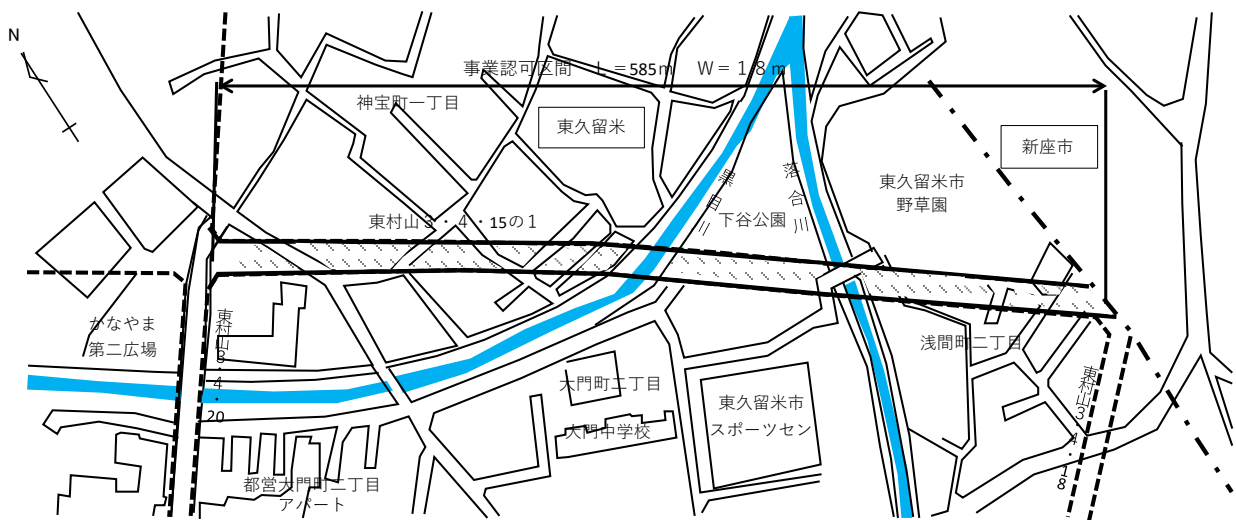 N
事業認可区間 L＝585m W＝18m
神宝町一丁目
東久留米
新座市
東久留米市
野草園
黒目川
落合川
下谷公園
東村山3・4・15の1
かなやま
第二広場
東村山3・4・20
浅間町二丁目
東村山3・4・18
大門町二丁目
大門中学校
東久留米市
スポーツセン
都営大門町二丁目
アパート